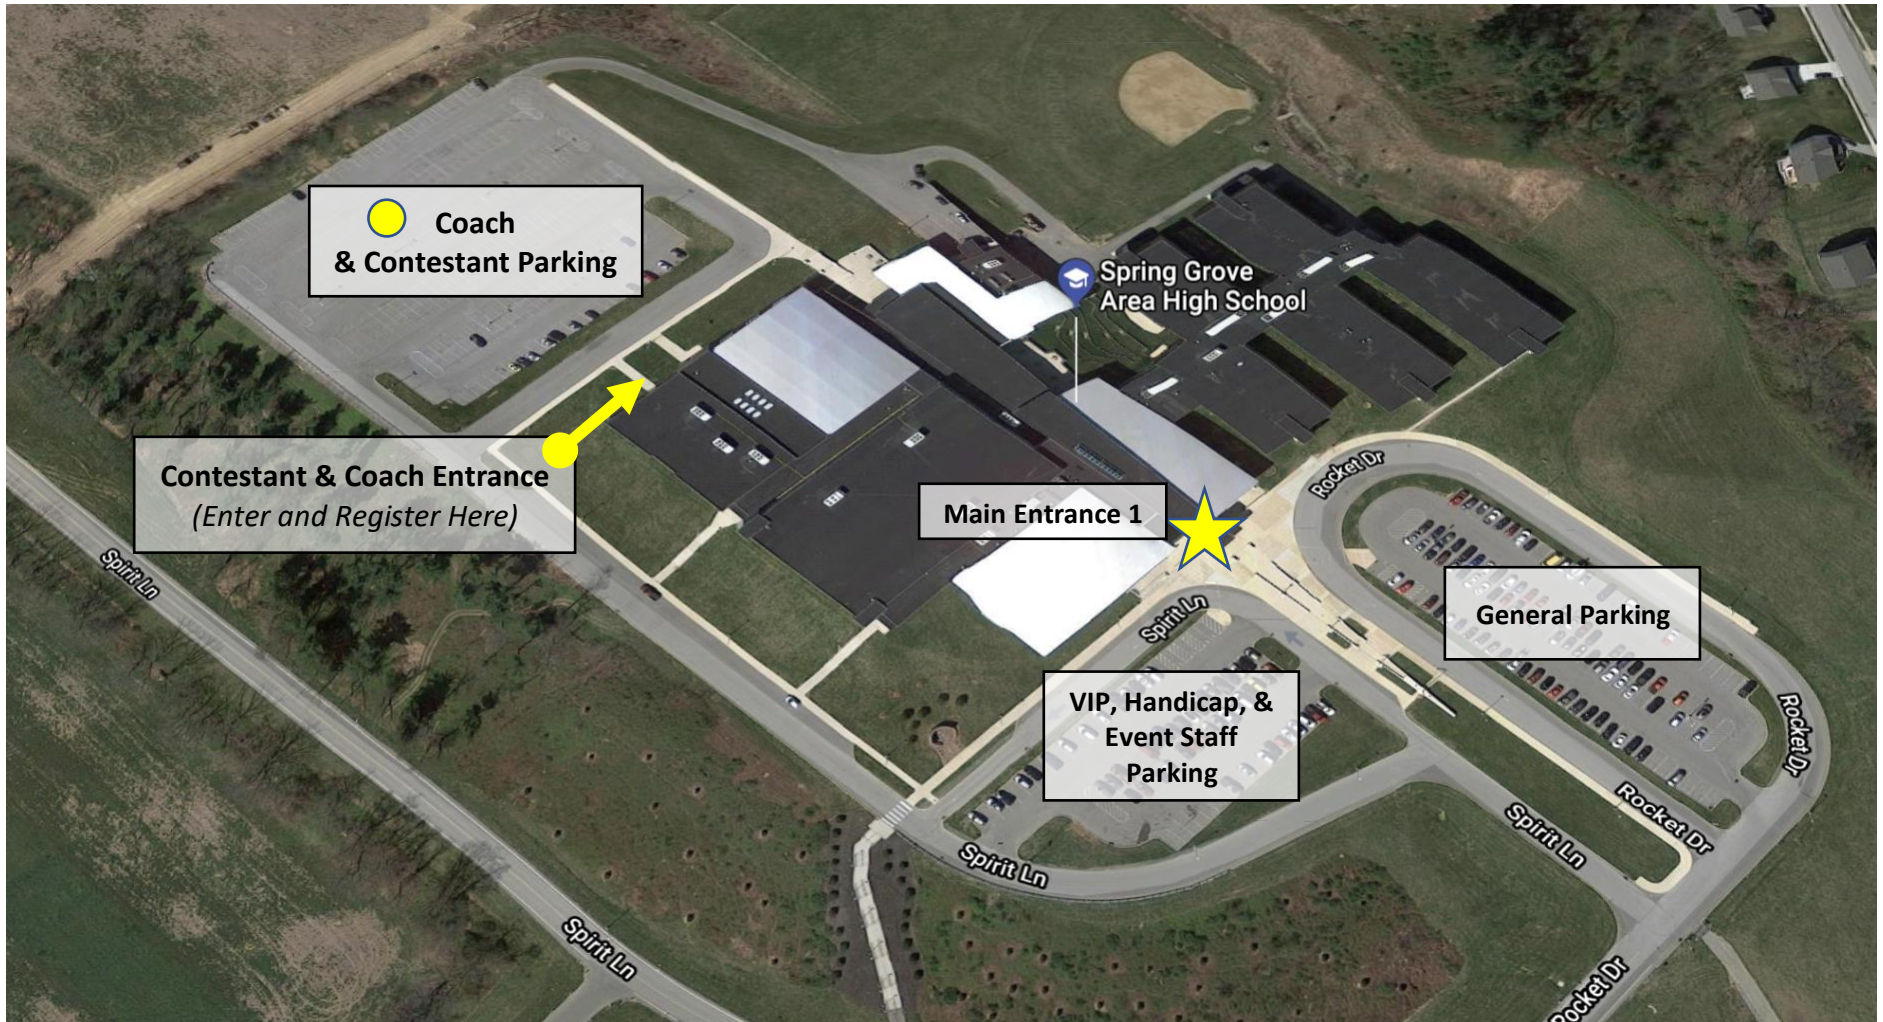 Coach
& Contestant Parking
Spring Grove
Area High School
Contestant & Coach Entrance
(Enter and Register Here)
Rocket Dr
Main Entrance 1
Spirit Ln
General Parking
Spirit Ln
VIP, Handicap, &
Event Staff
Parking
Rocket Dr
Rocket Dr
Spirit Ln
Spirit Ln
Spirit Ln
Rocket Dr